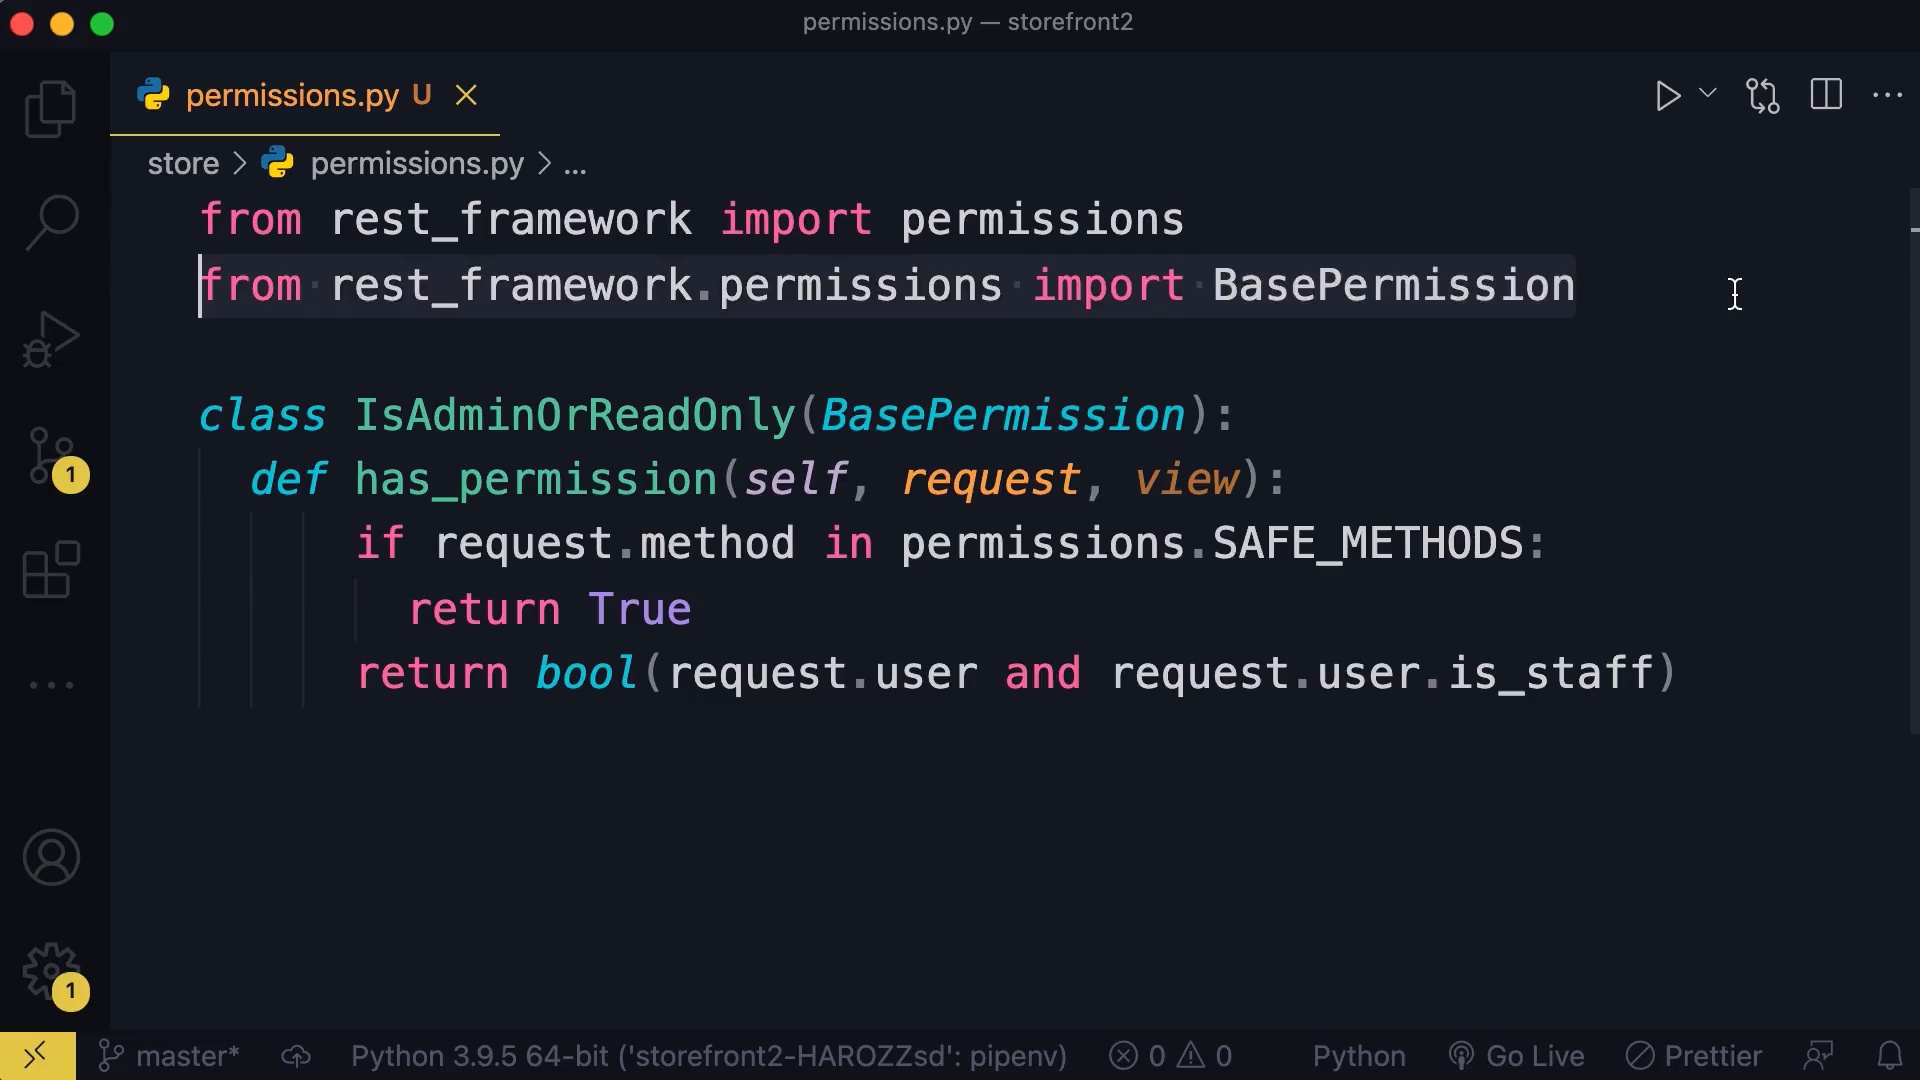 permissions.py — storefront2
permissions.py U
store > permissions.py > ...
from rest_framework import permissions
from rest_framework.permissions import BasePermission
class IsAdminOrReadOnly(BasePermission):
def has_permission(self, request, view):
if request.method in permissions.SAFE_METHODS:
return True
return bool(request.user and request.user.is_staff)
1
1
master* Python 3.9.5 64-bit ('storefront2-HAROZZsd': pipenv) 0 0 Python Go Live Prettier